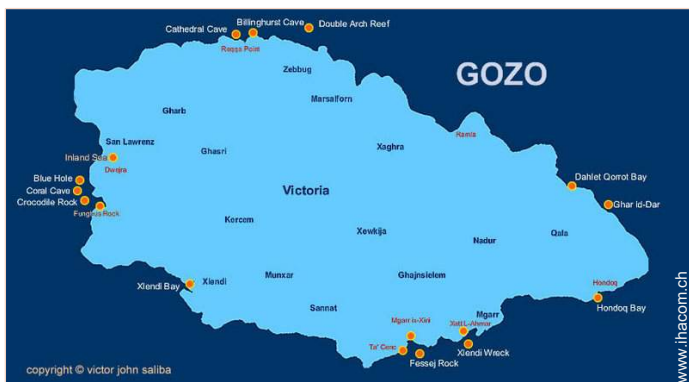 Cathedral Cave
Billinghurst Cave
Double Arch Reef
Reqqa Point
Zebbug
GOZO
Marsalforn
Gharb
San Lawrenz
Ghasri
Xaghra
Ramla
Inland Sea
Dwejra
Blue Hole
Coral Cave
Crocodile Rock
Fungus Rock
Victoria
Dahlet Qorrot Bay
Ghar Id-Dar
Kercem
Xewkija
Nadur
Qala
Xlendi Bay
Xlendi
Munxar
Ghajnsielem
Hondoq
Hondoq Bay
Sannat
Mgarr ix-Xini
Xatt L-Ahmar
Mgarr
Ta' Cenc
Fessej Rock
Xlendi Wreck
copyright © victor john saliba
www.ihacom.ch